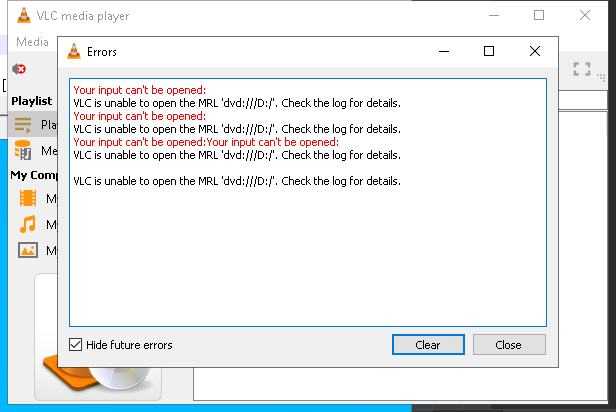 VLC media player
Media
Errors
Your input can't be opened:
VLC is unable to open the MRL 'dvd:///D:/'. Check the log for details.
Your input can't be opened:
VLC is unable to open the MRL 'dvd:///D:/'. Check the log for details.
Your input can't be opened:Your input can't be opened:
VLC is unable to open the MRL 'dvd:///D:/'. Check the log for details.
VLC is unable to open the MRL 'dvd:///D:/'. Check the log for details.
Playlist
Play
Me
My Comp
My
My
My
Hide future errors
Clear
Close